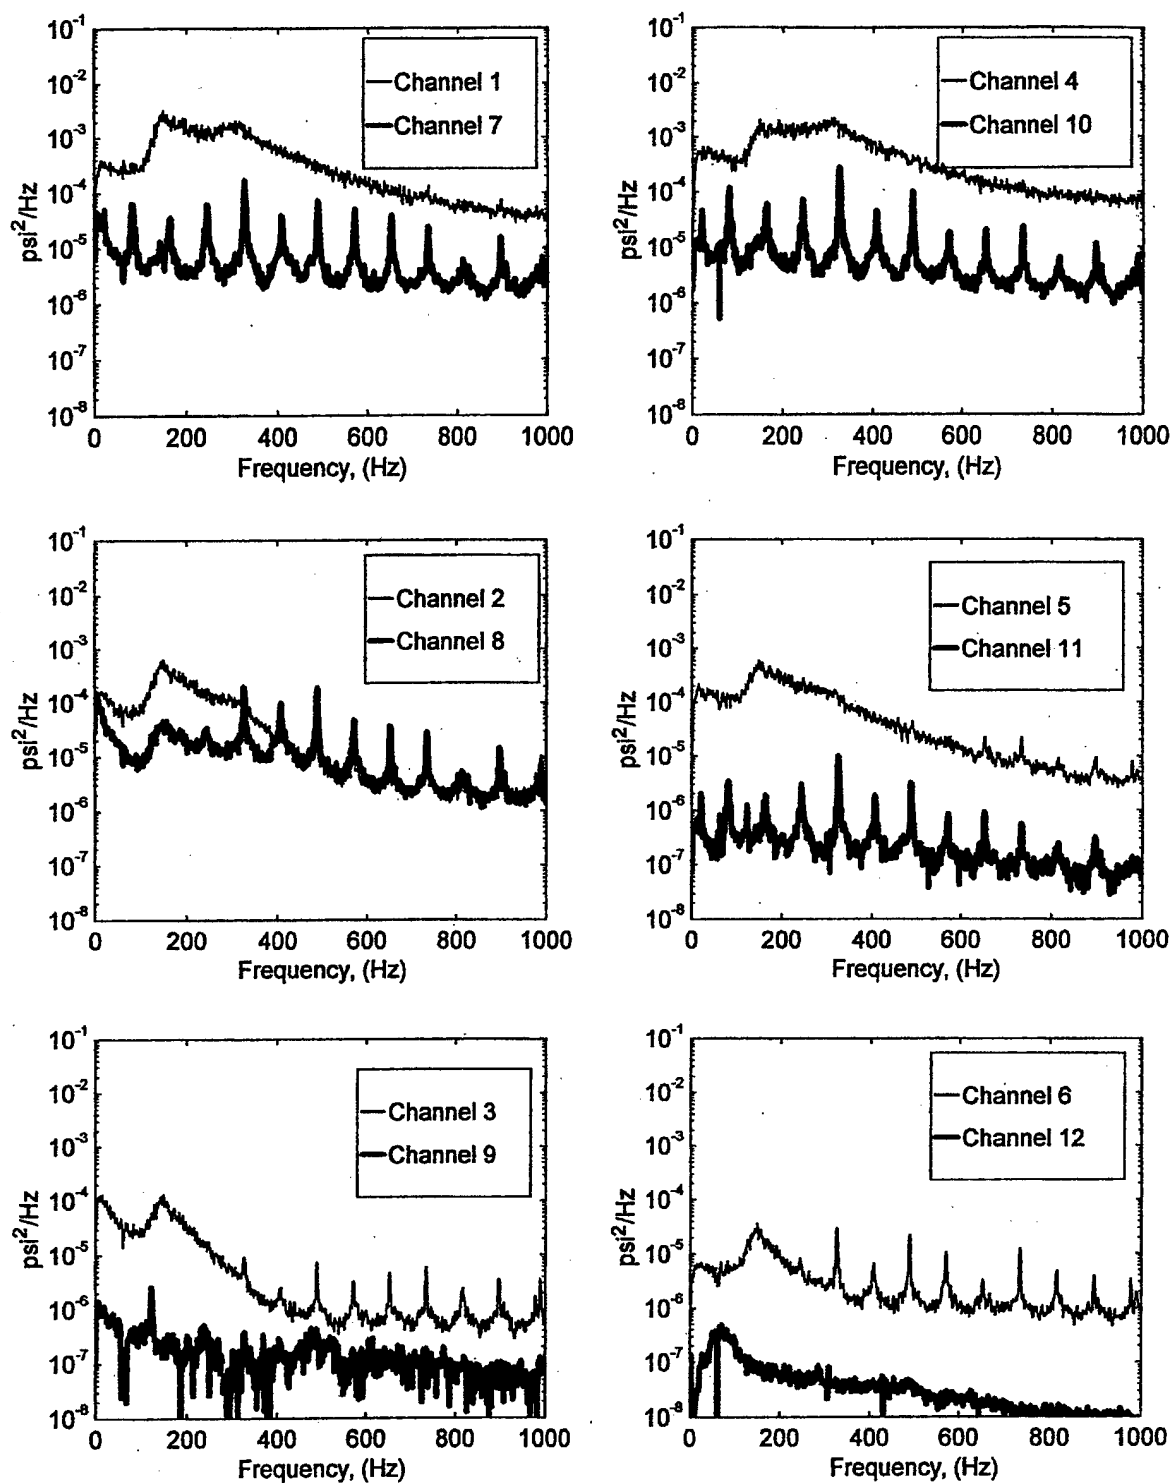 10^-1
10^-2
10^-3
10^-4
10^-5
10^-6
10^-7
10^-8
psi^2/Hz
Channel 1
Channel 7
0 200 400 600 800 1000
Frequency, (Hz)
10^-1
10^-2
10^-3
10^-4
10^-5
10^-6
10^-7
10^-8
psi^2/Hz
Channel 4
Channel 10
0 200 400 600 800 1000
Frequency, (Hz)
10^-1
10^-2
10^-3
10^-4
10^-5
10^-6
10^-7
10^-8
psi^2/Hz
Channel 2
Channel 8
0 200 400 600 800 1000
Frequency, (Hz)
10^-1
10^-2
10^-3
10^-4
10^-5
10^-6
10^-7
10^-8
psi^2/Hz
Channel 5
Channel 11
0 200 400 600 800 1000
Frequency, (Hz)
10^-1
10^-2
10^-3
10^-4
10^-5
10^-6
10^-7
10^-8
psi^2/Hz
Channel 3
Channel 9
0 200 400 600 800 1000
Frequency, (Hz)
10^-1
10^-2
10^-3
10^-4
10^-5
10^-6
10^-7
10^-8
psi^2/Hz
Channel 6
Channel 12
0 200 400 600 800 1000
Frequency, (Hz)